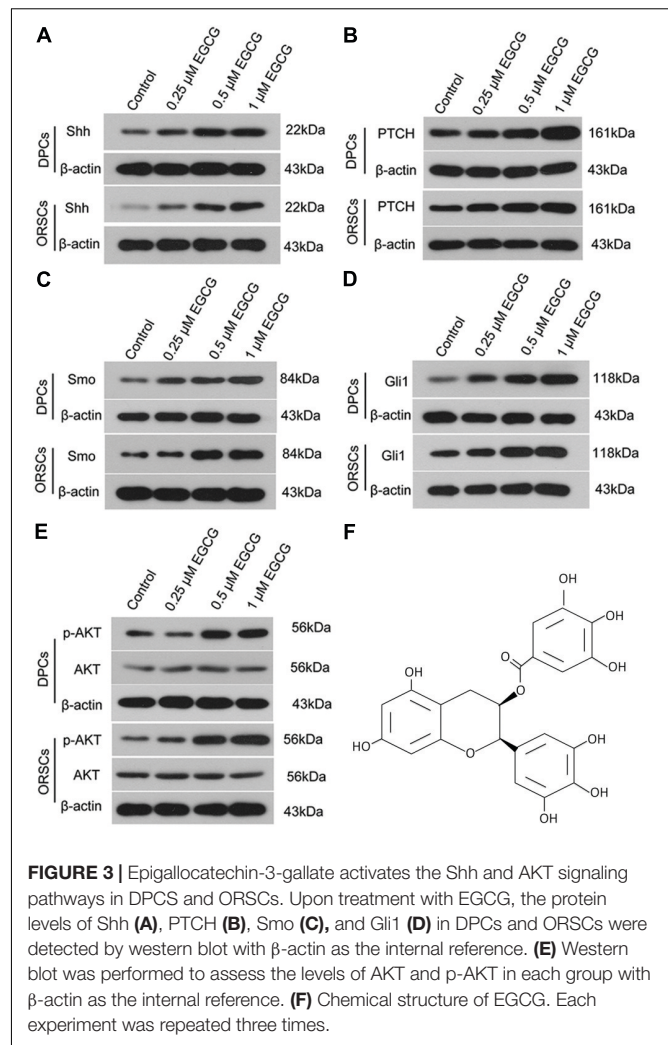 A
Control
0.25 µM EGCG
0.5 µM EGCG
1 µM EGCG
DPCs
Shh
22kDa
β-actin
43kDa
ORSCs
Shh
22kDa
β-actin
43kDa
B
Control
0.25 µM EGCG
0.5 µM EGCG
1 µM EGCG
DPCs
PTCH
161kDa
β-actin
43kDa
ORSCs
PTCH
161kDa
β-actin
43kDa
C
Control
0.25 µM EGCG
0.5 µM EGCG
1 µM EGCG
DPCs
Smo
84kDa
β-actin
43kDa
ORSCs
Smo
84kDa
β-actin
43kDa
D
Control
0.25 µM EGCG
0.5 µM EGCG
1 µM EGCG
DPCs
Gli1
118kDa
β-actin
43kDa
ORSCs
Gli1
118kDa
β-actin
43kDa
E
Control
0.25 µM EGCG
0.5 µM EGCG
1 µM EGCG
DPCs
p-AKT
56kDa
AKT
56kDa
β-actin
43kDa
ORSCs
p-AKT
56kDa
AKT
56kDa
β-actin
43kDa
F
OH
OH
OH
O
O
OH
HO
O
OH
OH
OH
FIGURE 3 | Epigallocatechin-3-gallate activates the Shh and AKT signaling
pathways in DPCS and ORSCs. Upon treatment with EGCG, the protein
levels of Shh (A), PTCH (B), Smo (C), and Gli1 (D) in DPCs and ORSCs were
detected by western blot with β-actin as the internal reference. (E) Western
blot was performed to assess the levels of AKT and p-AKT in each group with
β-actin as the internal reference. (F) Chemical structure of EGCG. Each
experiment was repeated three times.